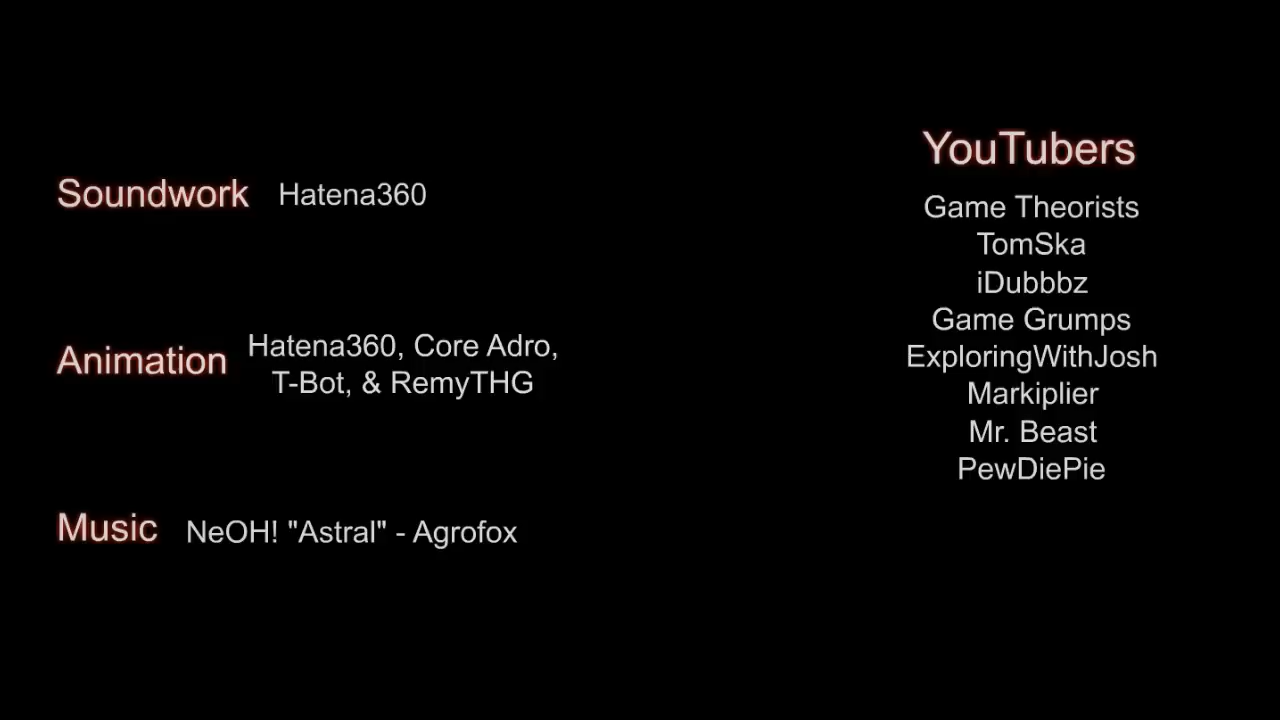 Soundwork Hatena360
Animation Hatena360, Core Adro,
T-Bot, & RemyTHG
Music NeOH! "Astral" - Agrofox
YouTubers
Game Theorists
TomSka
iDubbbz
Game Grumps
ExploringWithJosh
Markiplier
Mr. Beast
PewDiePie